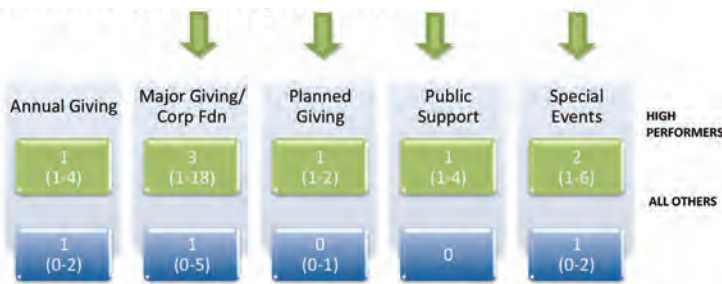 Annual Giving
Major Giving/
Corp Fdn
Planned
Giving
Public
Support
Special
Events
HIGH
PERFORMERS
1
(1-4)
3
(1-18)
1
(1-2)
1
(1-4)
2
(1-6)
ALL OTHERS
1
(0-2)
1
(0-5)
0
(0-1)
0
1
(0-2)